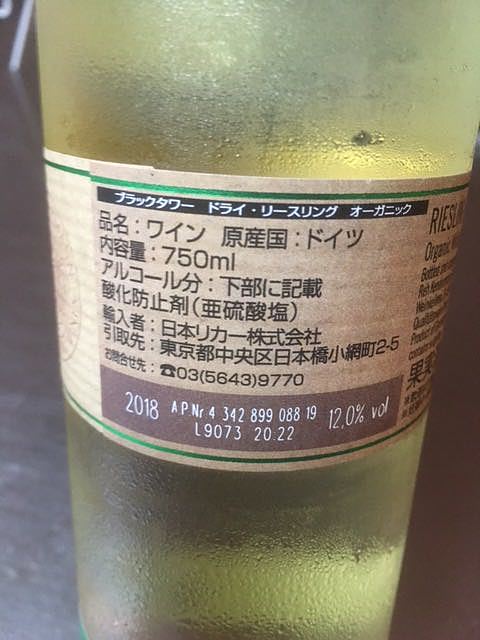 ブラックタワー ドライ・リースリング オーガニック
品名：ワイン 原産国：ドイツ
内容量：750ml
アルコール分：下部に記載
酸化防止剤（亜硫酸塩）
輸入者：日本リカー株式会社
引取先：東京都中央区日本橋小網町2-5
お問合せ先：☎03(5643)9770
2018 A P Nr 4 342 899 088 19 12,0% vol
L9073 20:22
Organic
果実